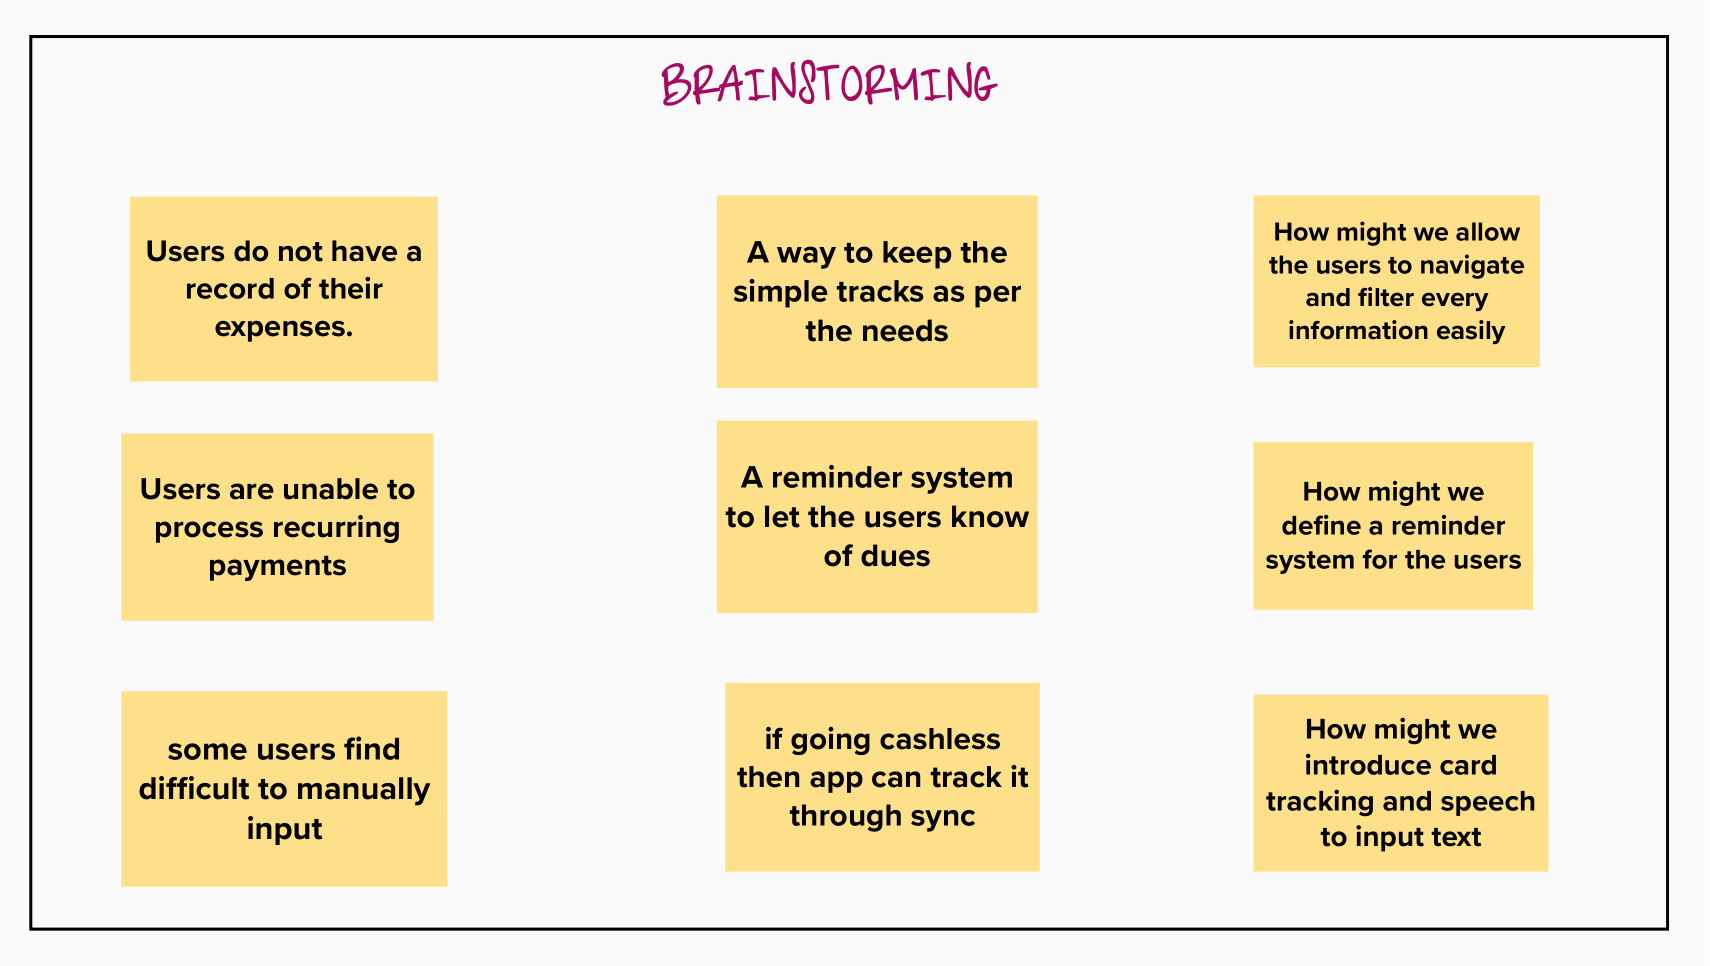 BRAINSTORMING
Users do not have a
record of their
expenses.
A way to keep the
simple tracks as per
the needs
How might we allow
the users to navigate
and filter every
information easily
Users are unable to
process recurring
payments
A reminder system
to let the users know
of dues
How might we
define a reminder
system for the users
some users find
difficult to manually
input
if going cashless
then app can track it
through sync
How might we
introduce card
tracking and speech
to input text